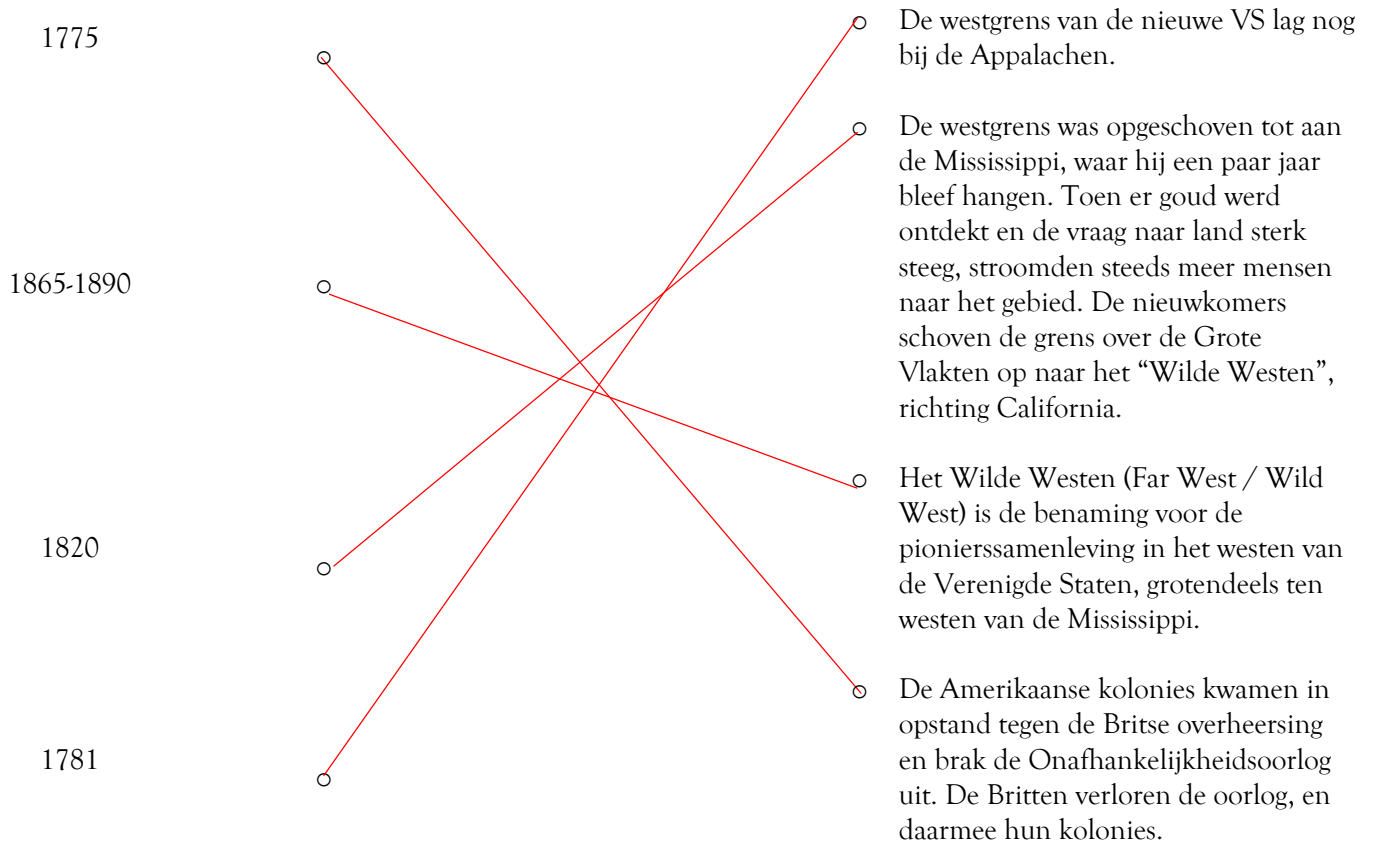 1775
1865-1890
1820
1781
De westgrens van de nieuwe VS lag nog
bij de Appalachen.
De westgrens was opgeschoven tot aan
de Mississippi, waar hij een paar jaar
bleef hangen. Toen er goud werd
ontdekt en de vraag naar land sterk
steeg, stroomden steeds meer mensen
naar het gebied. De nieuwkomers
schoven de grens over de Grote
Vlakten op naar het “Wilde Westen”,
richting California.
Het Wilde Westen (Far West / Wild
West) is de benaming voor de
pionierssamenleving in het westen van
de Verenigde Staten, grotendeels ten
westen van de Mississippi.
De Amerikaanse kolonies kwamen in
opstand tegen de Britse overheersing
en brak de Onafhankelijkheidsoorlog
uit. De Britten verloren de oorlog, en
daarmee hun kolonies.